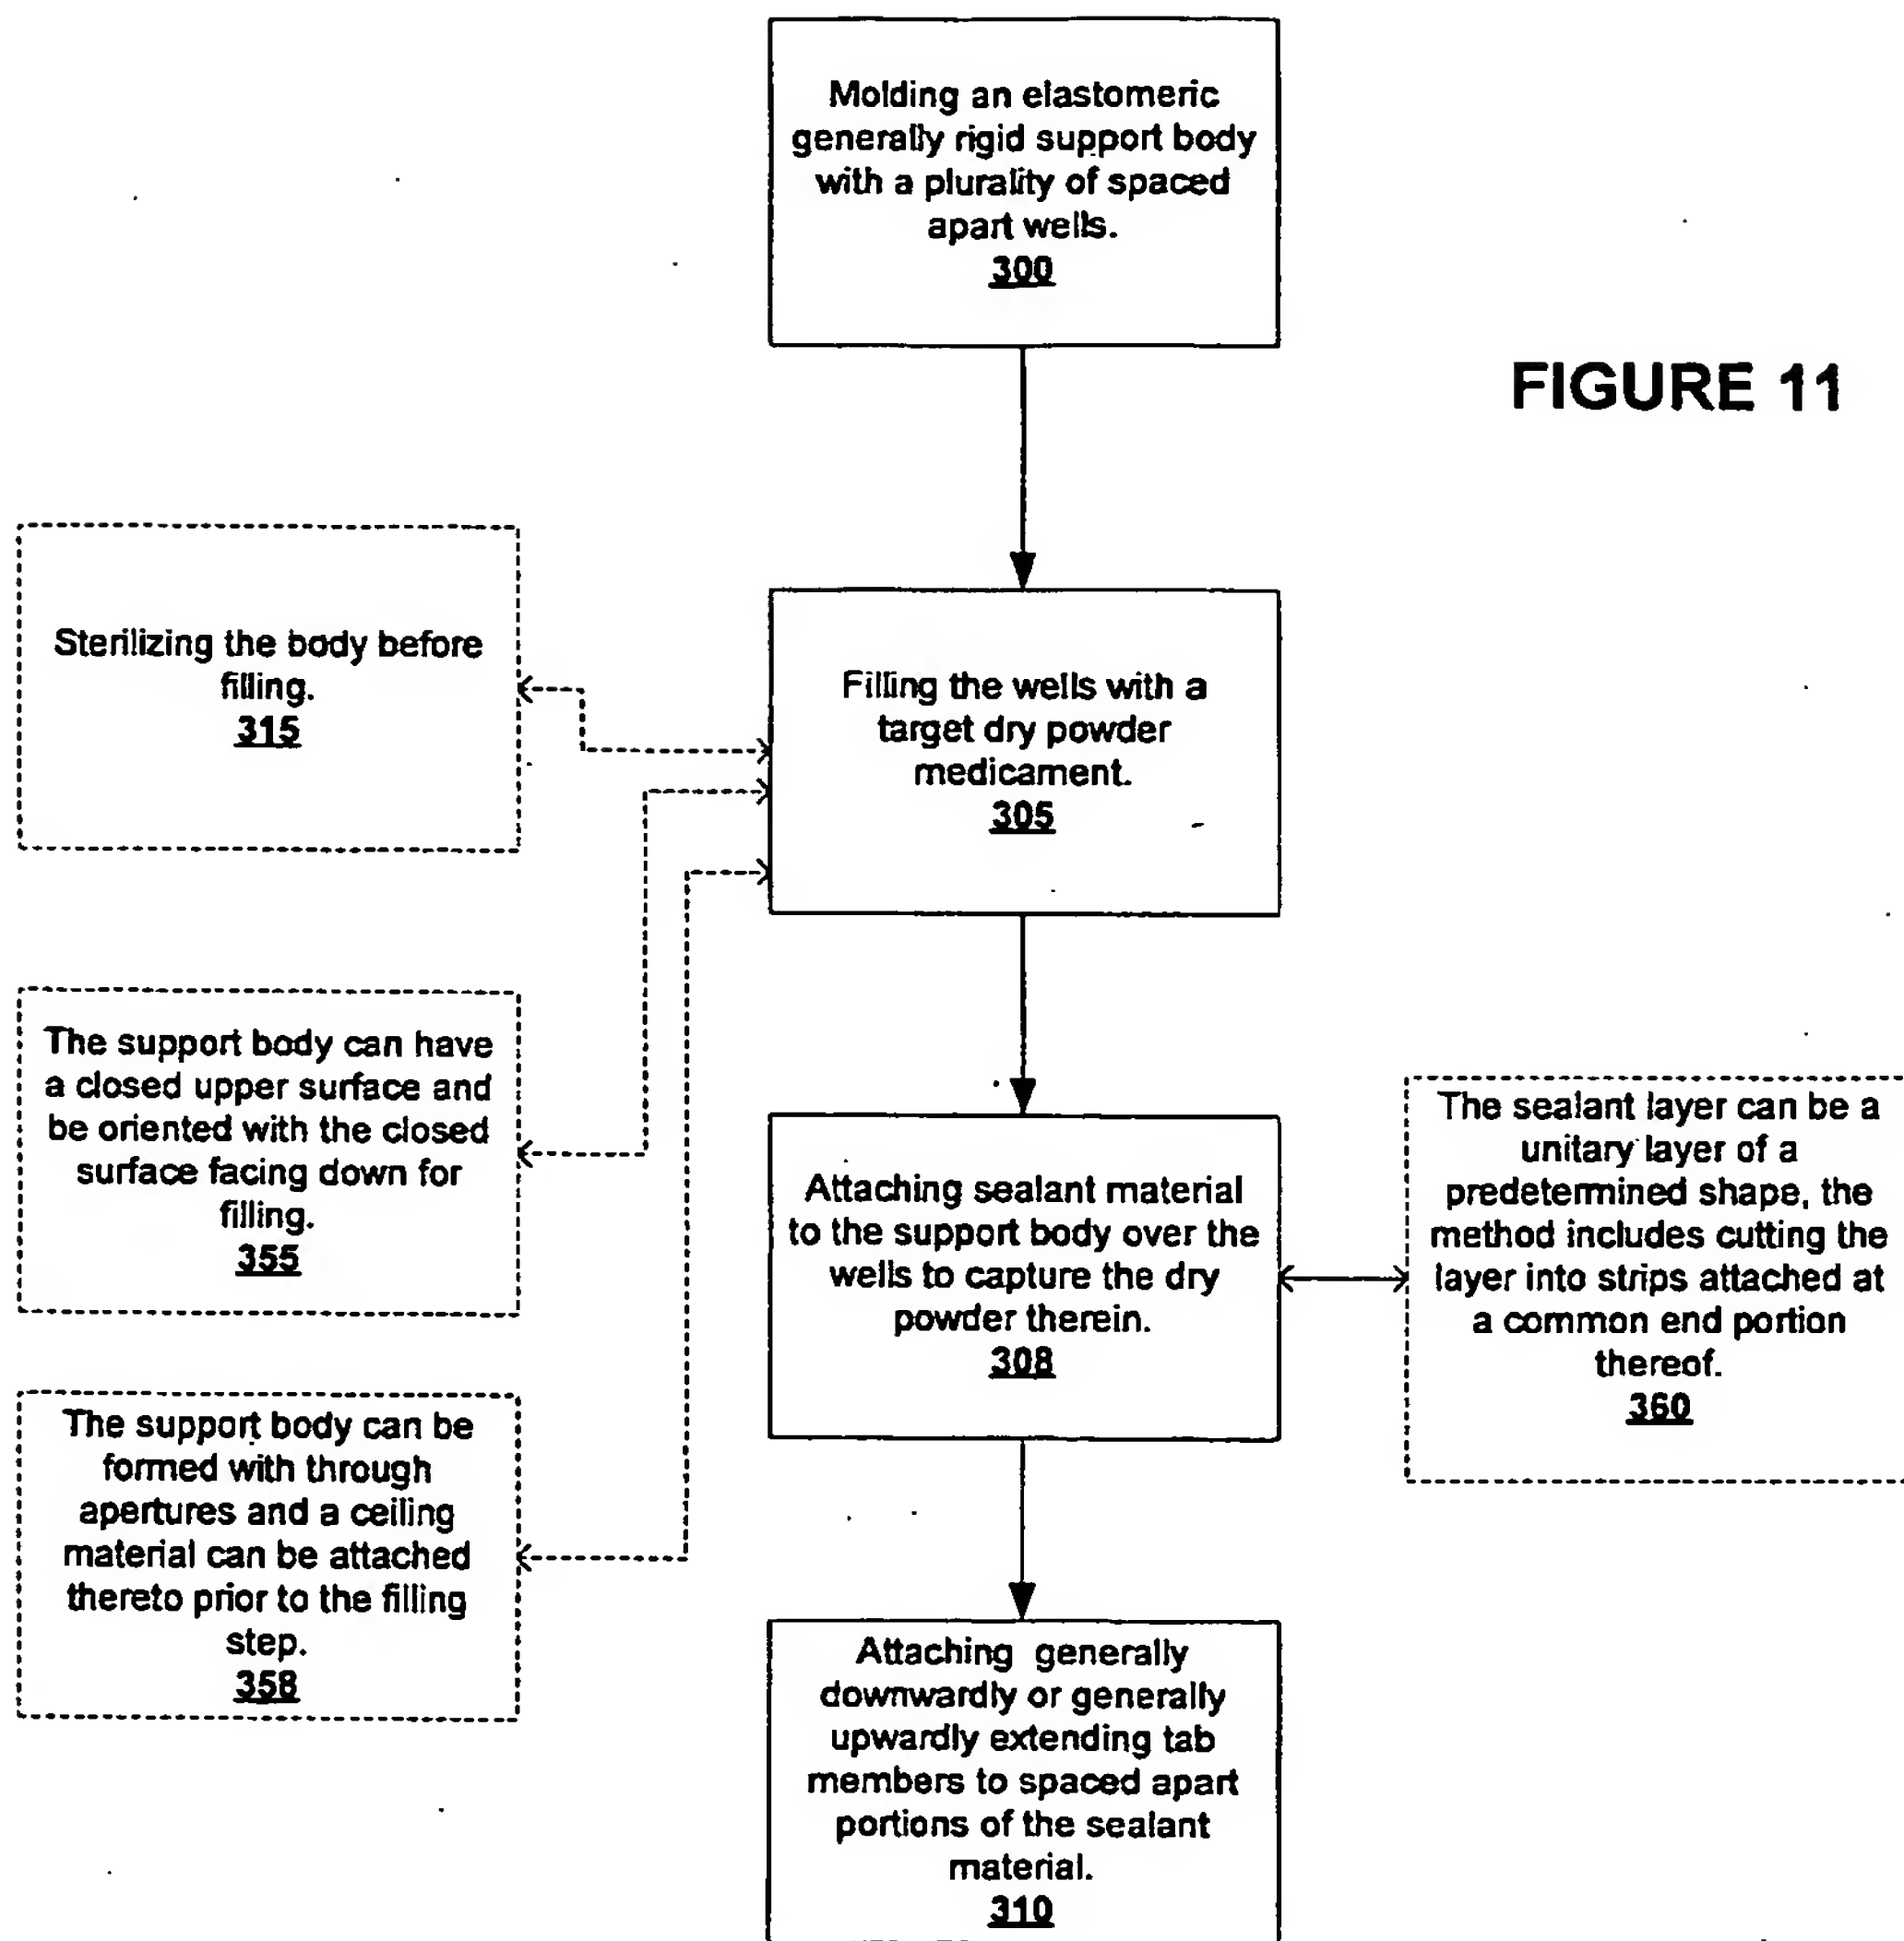 Molding an elastomeric
generally rigid support body
with a plurality of spaced
apart wells.
300
FIGURE 11
Sterilizing the body before
filling.
315
Filling the wells with a
target dry powder
medicament.
305
The support body can have
a closed upper surface and
be oriented with the closed
surface facing down for
filling.
355
Attaching sealant material
to the support body over the
wells to capture the dry
powder therein.
308
The sealant layer can be a
unitary layer of a
predetermined shape, the
method includes cutting the
layer into strips attached at
a common end portion
thereof.
360
The support body can be
formed with through
apertures and a ceiling
material can be attached
thereto prior to the filling
step.
358
Attaching generally
downwardly or generally
upwardly extending tab
members to spaced apart
portions of the sealant
material.
310